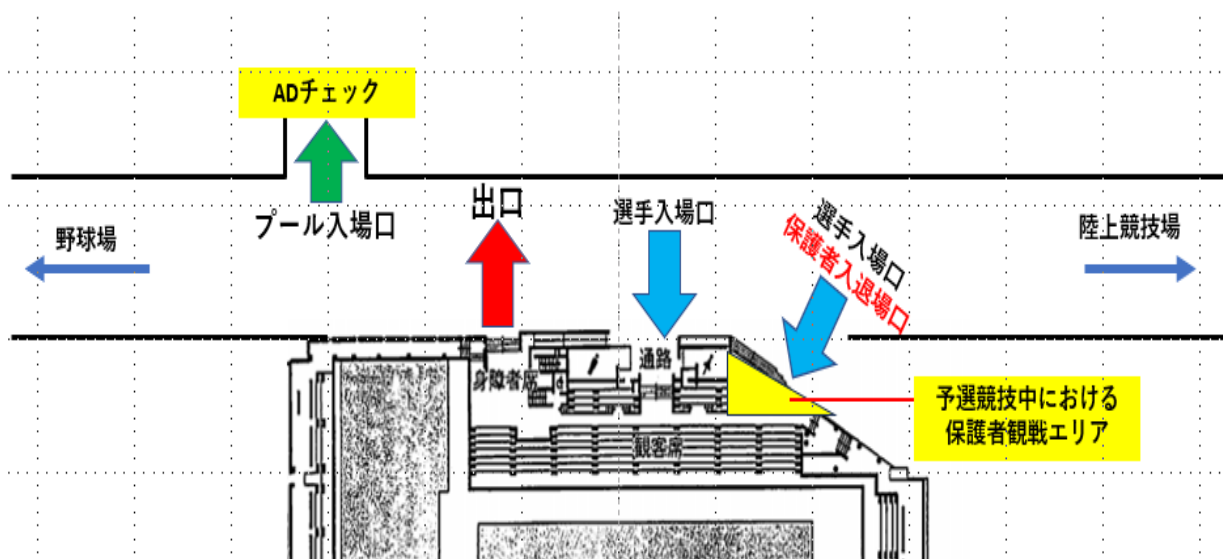 ADチェック
プール入場口
出口
選手入場口
選手入場口
保護者入退場口
野球場
陸上競技場
通路
身障者席
観客席
予選競技中における
保護者観戦エリア